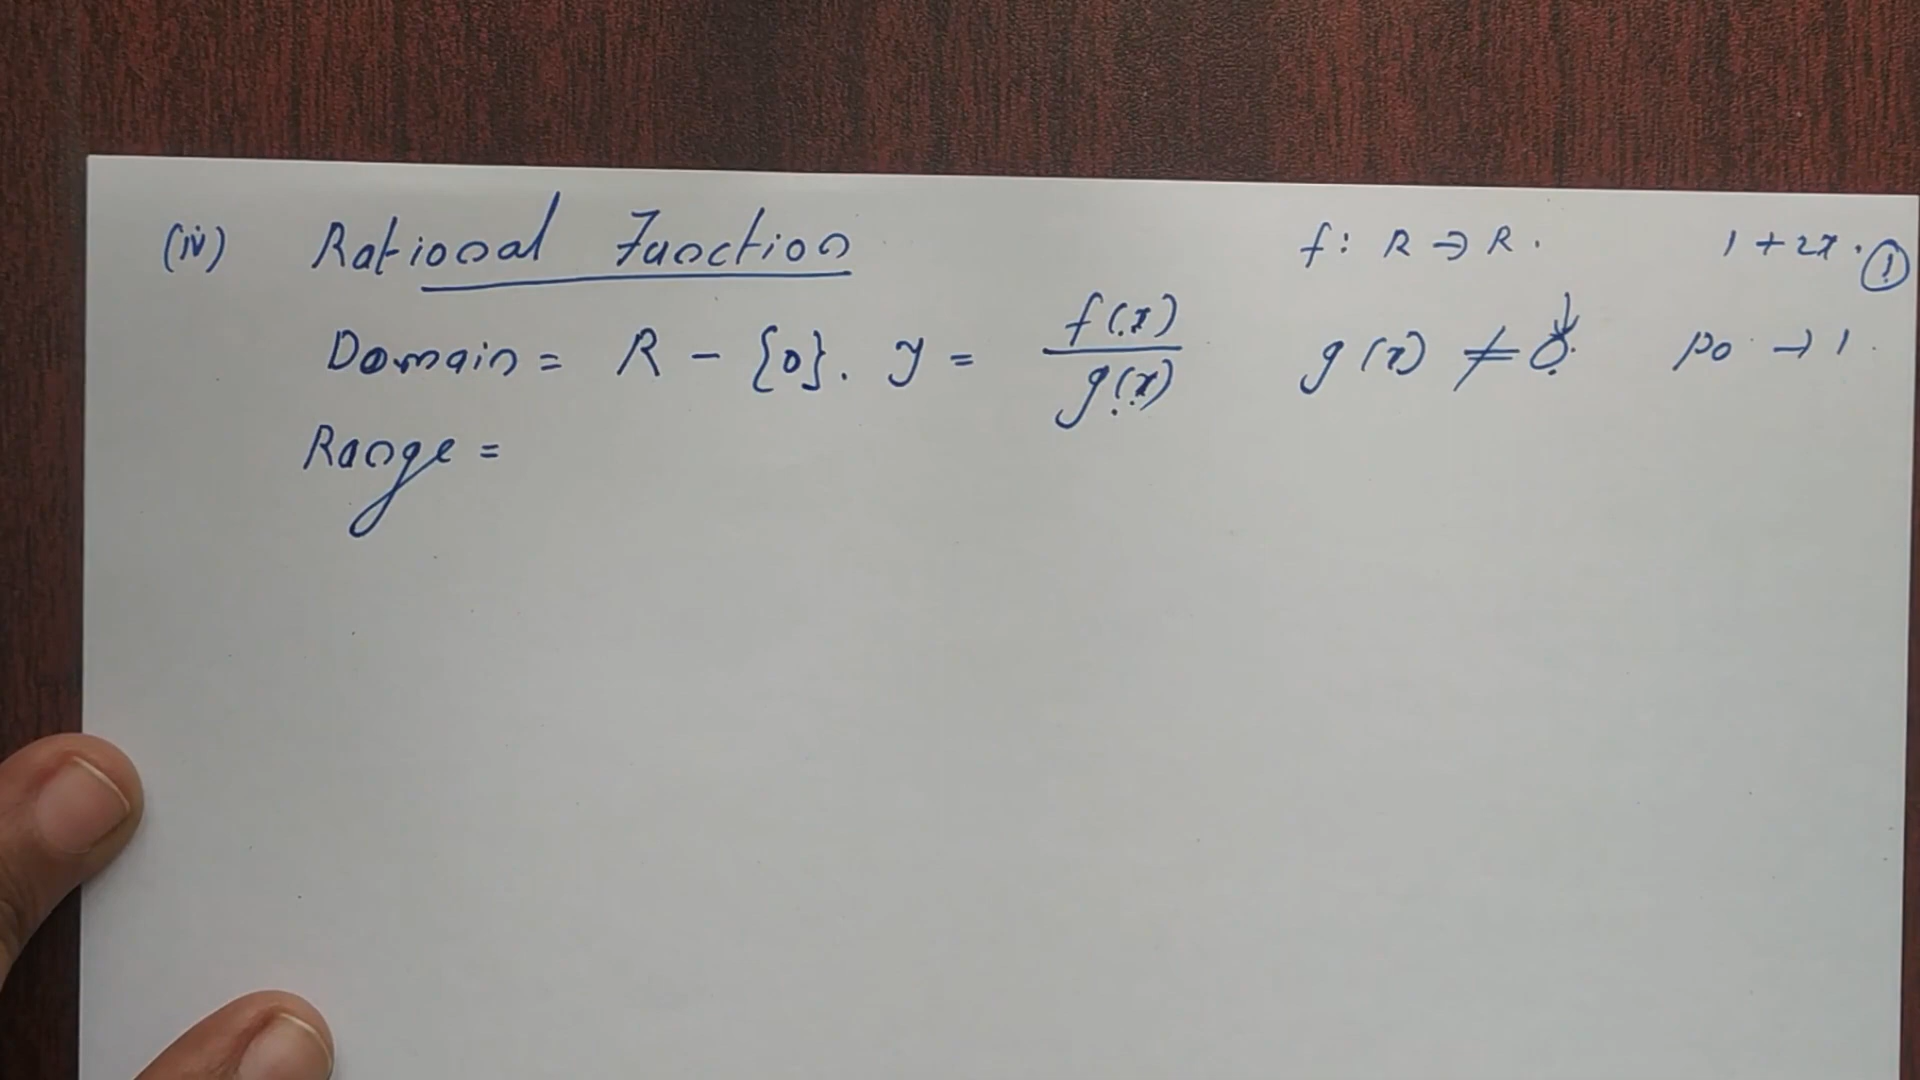 (iv) Rational Function f: R → R. 1 + 2x. ①
Domain = R - {0}. y = f(x) / g(x) g(x) ≠ 0. po → 1.
Range =